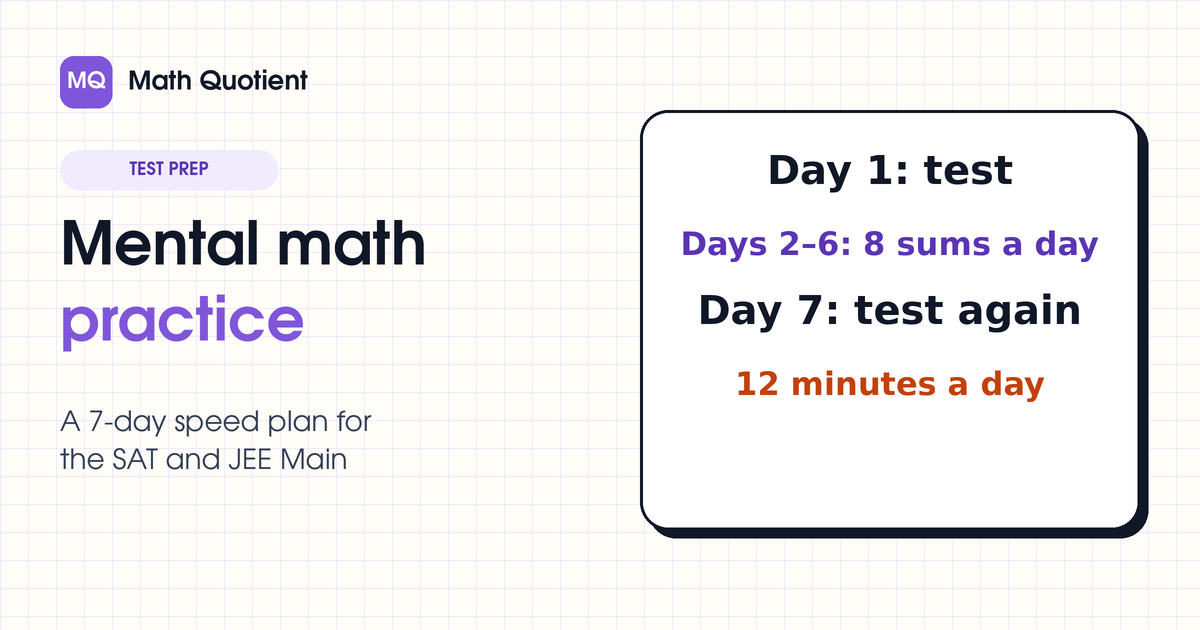 MQ
Math Quotient
TEST PREP
Mental math
practice
A 7-day speed plan for
the SAT and JEE Main
Day 1: test
Days 2–6: 8 sums a day
Day 7: test again
12 minutes a day